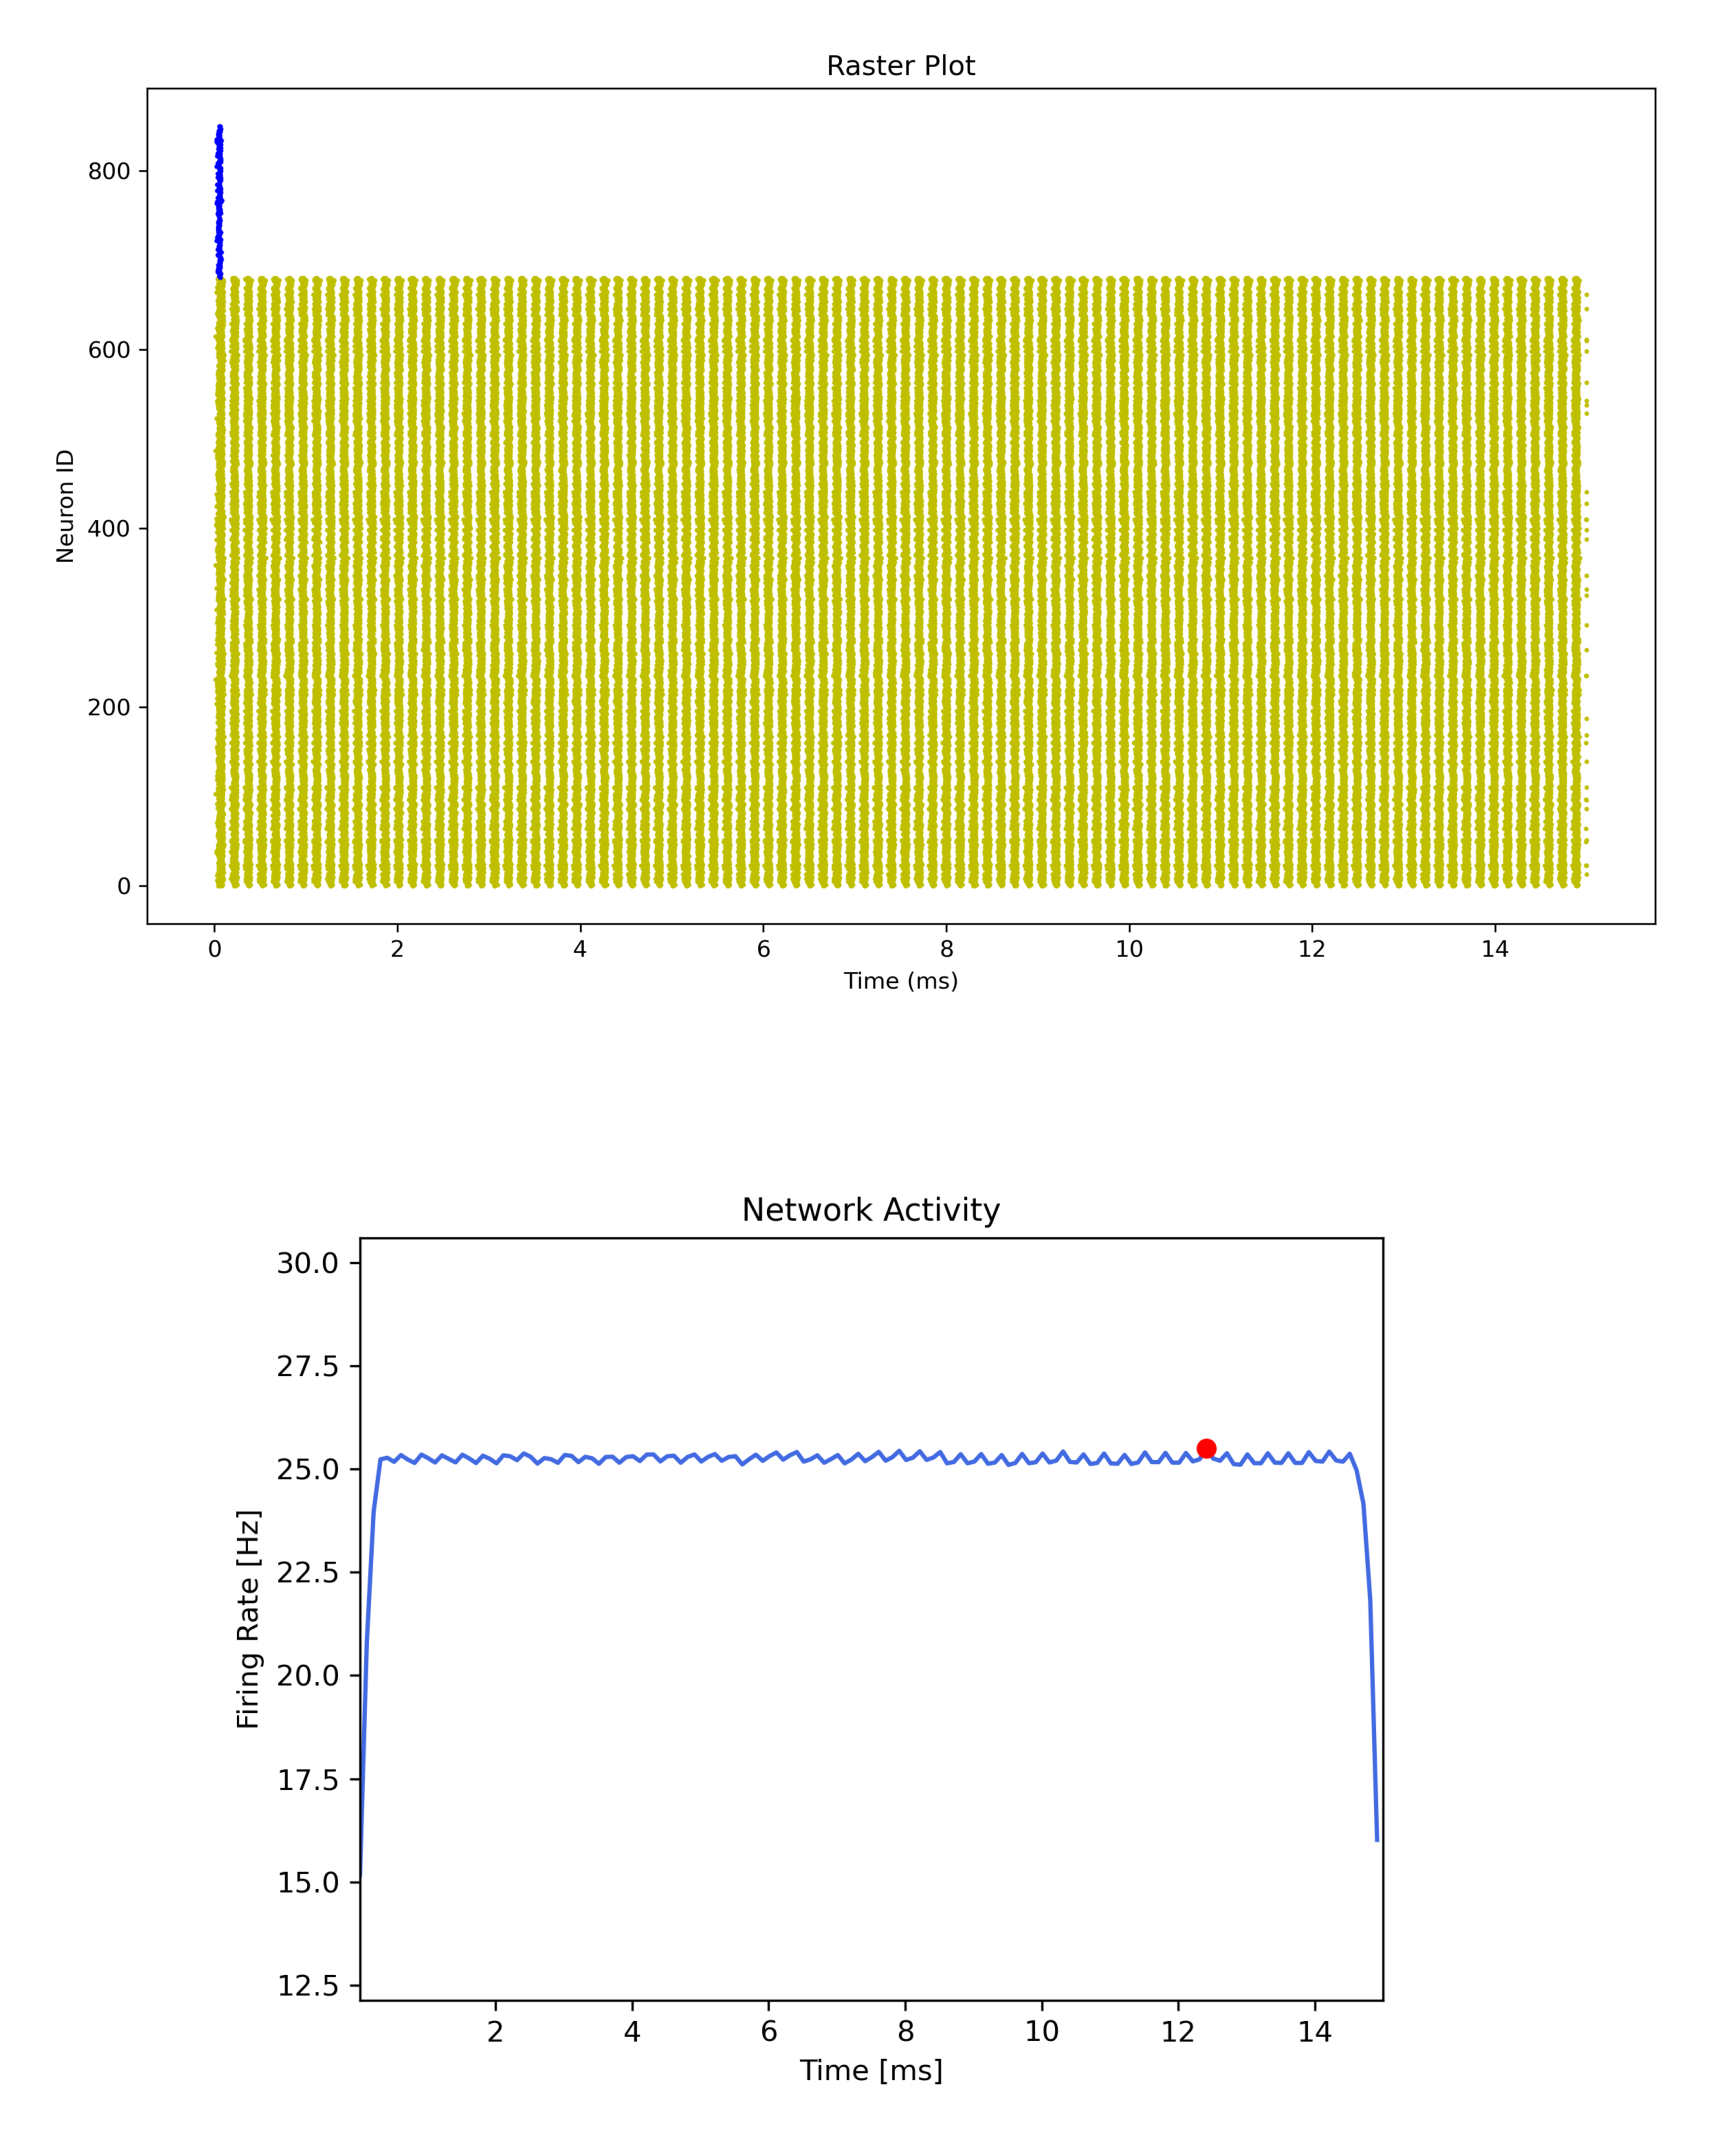 Raster Plot
800
600
400
200
0
Neuron ID
0 2 4 6 8 10 12 14
Time (ms)
Network Activity
30.0
27.5
25.0
22.5
20.0
17.5
15.0
12.5
Firing Rate [Hz]
2 4 6 8 10 12 14
Time [ms]